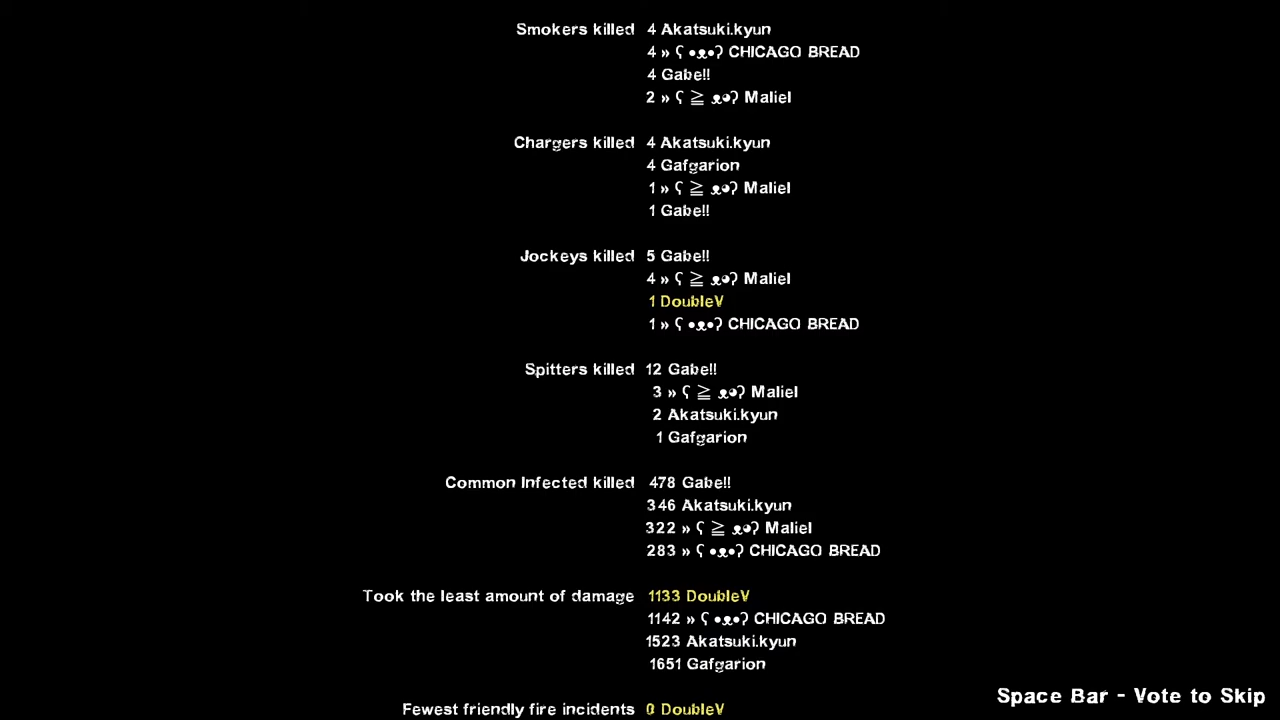 Smokers killed 4 Akatsuki.kyun
4 » ʕ •ᴥ•ʔ CHICAGO BREAD
4 Gabe!!
2 » ʕ ≧ ᴥ◕ʔ Maliel
Chargers killed 4 Akatsuki.kyun
4 Gafgarion
1 » ʕ ≧ ᴥ◕ʔ Maliel
1 Gabe!!
Jockeys killed 5 Gabe!!
4 » ʕ ≧ ᴥ◕ʔ Maliel
1 DoubleV
1 » ʕ •ᴥ•ʔ CHICAGO BREAD
Spitters killed 12 Gabe!!
3 » ʕ ≧ ᴥ◕ʔ Maliel
2 Akatsuki.kyun
1 Gafgarion
Common Infected killed 478 Gabe!!
346 Akatsuki.kyun
322 » ʕ ≧ ᴥ◕ʔ Maliel
283 » ʕ •ᴥ•ʔ CHICAGO BREAD
Took the least amount of damage 1133 DoubleV
1142 » ʕ •ᴥ•ʔ CHICAGO BREAD
1523 Akatsuki.kyun
1651 Gafgarion
Space Bar - Vote to Skip
Fewest friendly fire incidents 0 DoubleV